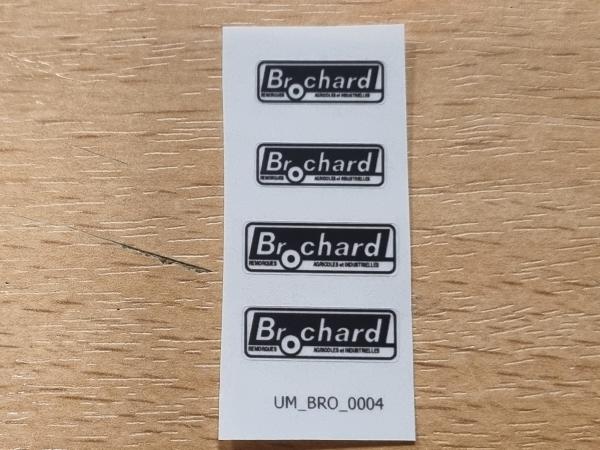 Brochard
REMORQUES AGRICOLES et INDUSTRIELLES
Brochard
REMORQUES AGRICOLES et INDUSTRIELLES
Brochard
REMORQUES AGRICOLES et INDUSTRIELLES
Brochard
REMORQUES AGRICOLES et INDUSTRIELLES
UM_BRO_0004